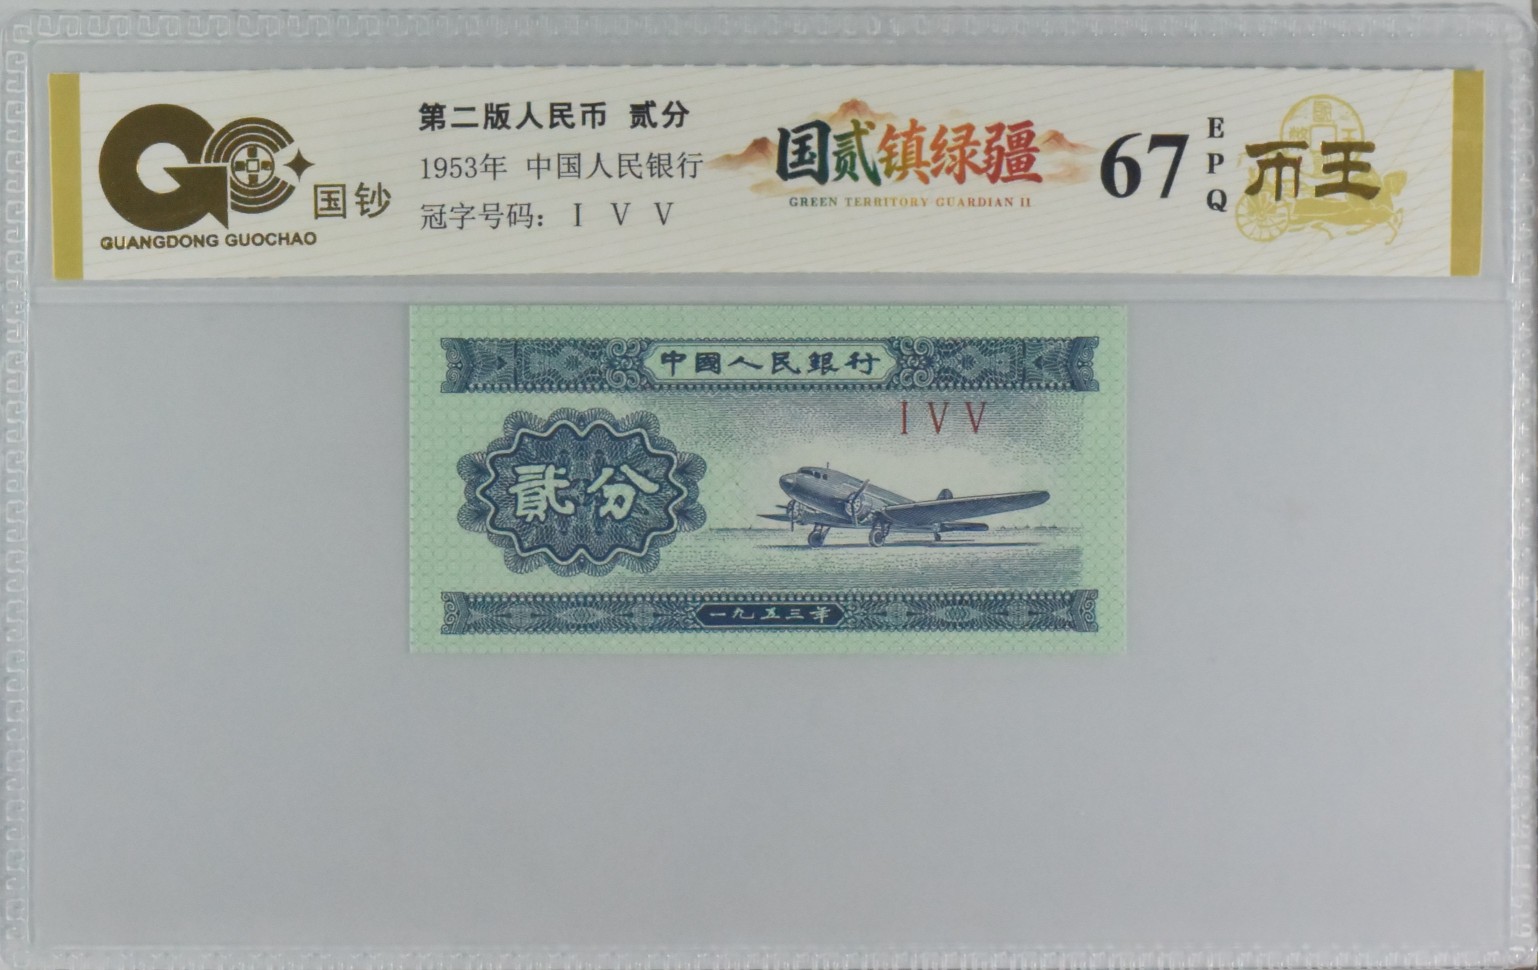 GUANGDONG GUOCHAO
国钞
第二版人民币 贰分
1953年 中国人民银行
冠字号码: I V V
国贰镇绿疆
GREEN TERRITORY GUARDIAN II
67
EPQ
币王
中國人民銀行
I V V
貳分
一九五三年